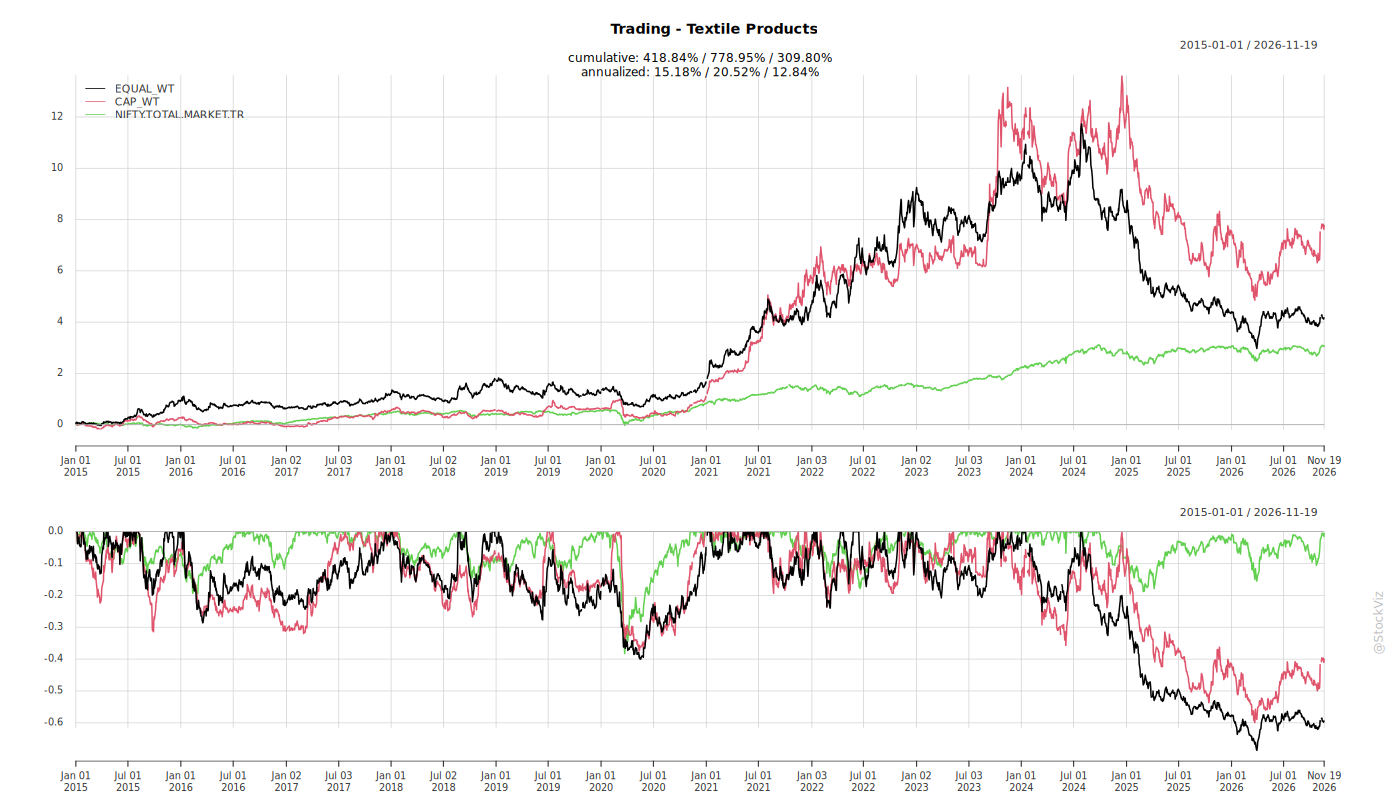 Trading - Textile Products
2015-01-01 / 2026-11-19
cumulative: 418.84% / 778.95% / 309.80%
annualized: 15.18% / 20.52% / 12.84%
EQUAL_WT
CAP_WT
NIFTY.TOTAL.MARKET.TR
12
10
8
6
4
2
0
Jan 01 Jul 01 Jan 01 Jul 01 Jan 02 Jul 03 Jan 01 Jul 02 Jan 01 Jul 01 Jan 01 Jul 01 Jan 01 Jul 01 Jan 03 Jul 01 Jan 02 Jul 03 Jan 01 Jul 01 Jan 01 Jul 01 Jan 01 Jul 01 Nov 19
2015 2015 2016 2016 2017 2017 2018 2018 2019 2019 2020 2020 2021 2021 2022 2022 2023 2023 2024 2024 2025 2025 2026 2026 2026
2015-01-01 / 2026-11-19
0.0
-0.1
-0.2
-0.3
-0.4
-0.5
-0.6
Jan 01 Jul 01 Jan 01 Jul 01 Jan 02 Jul 03 Jan 01 Jul 02 Jan 01 Jul 01 Jan 01 Jul 01 Jan 01 Jul 01 Jan 03 Jul 01 Jan 02 Jul 03 Jan 01 Jul 01 Jan 01 Jul 01 Jan 01 Jul 01 Nov 19
2015 2015 2016 2016 2017 2017 2018 2018 2019 2019 2020 2020 2021 2021 2022 2022 2023 2023 2024 2024 2025 2025 2026 2026 2026
@StockViz